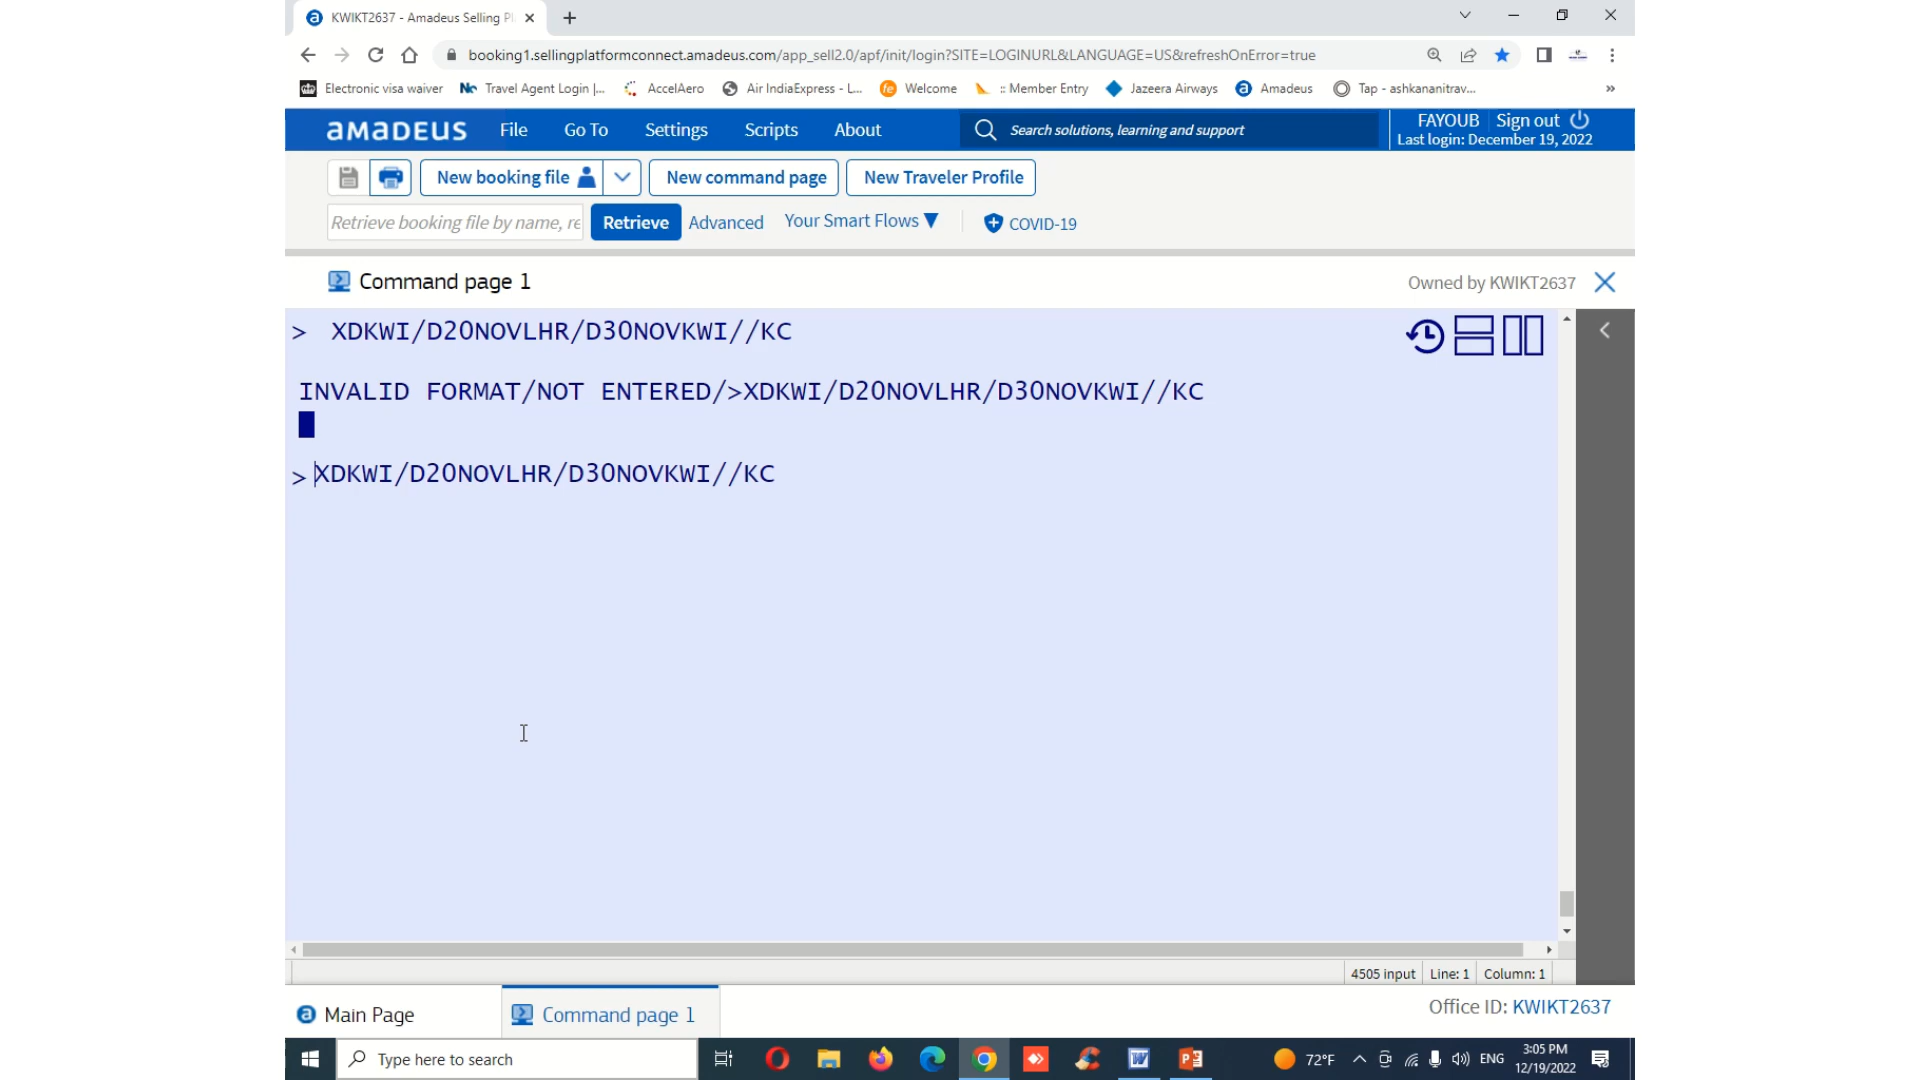 KWIKT2637 - Amadeus Selling Pl
booking1.sellingplatformconnect.amadeus.com/app_sell2.0/apf/init/login?SITE=LOGINURL&LANGUAGE=US&refreshOnError=true
Electronic visa waiver Travel Agent Login |... AccelAero Air IndiaExpress - L... Welcome :: Member Entry Jazeera Airways Amadeus Tap - ashkananitrav... »
amadeus File Go To Settings Scripts About Search solutions, learning and support FAYOUB Sign out
Last login: December 19, 2022
New booking file New command page New Traveler Profile
Retrieve booking file by name, re Retrieve Advanced Your Smart Flows COVID-19
Command page 1 Owned by KWIKT2637
> XDKWI/D20NOVLHR/D30NOVKWI//KC
INVALID FORMAT/NOT ENTERED/>XDKWI/D20NOVLHR/D30NOVKWI//KC
>XDKWI/D20NOVLHR/D30NOVKWI//KC
4505 input Line: 1 Column: 1
Main Page Command page 1 Office ID: KWIKT2637
Type here to search 72°F ENG 3:05 PM
12/19/2022